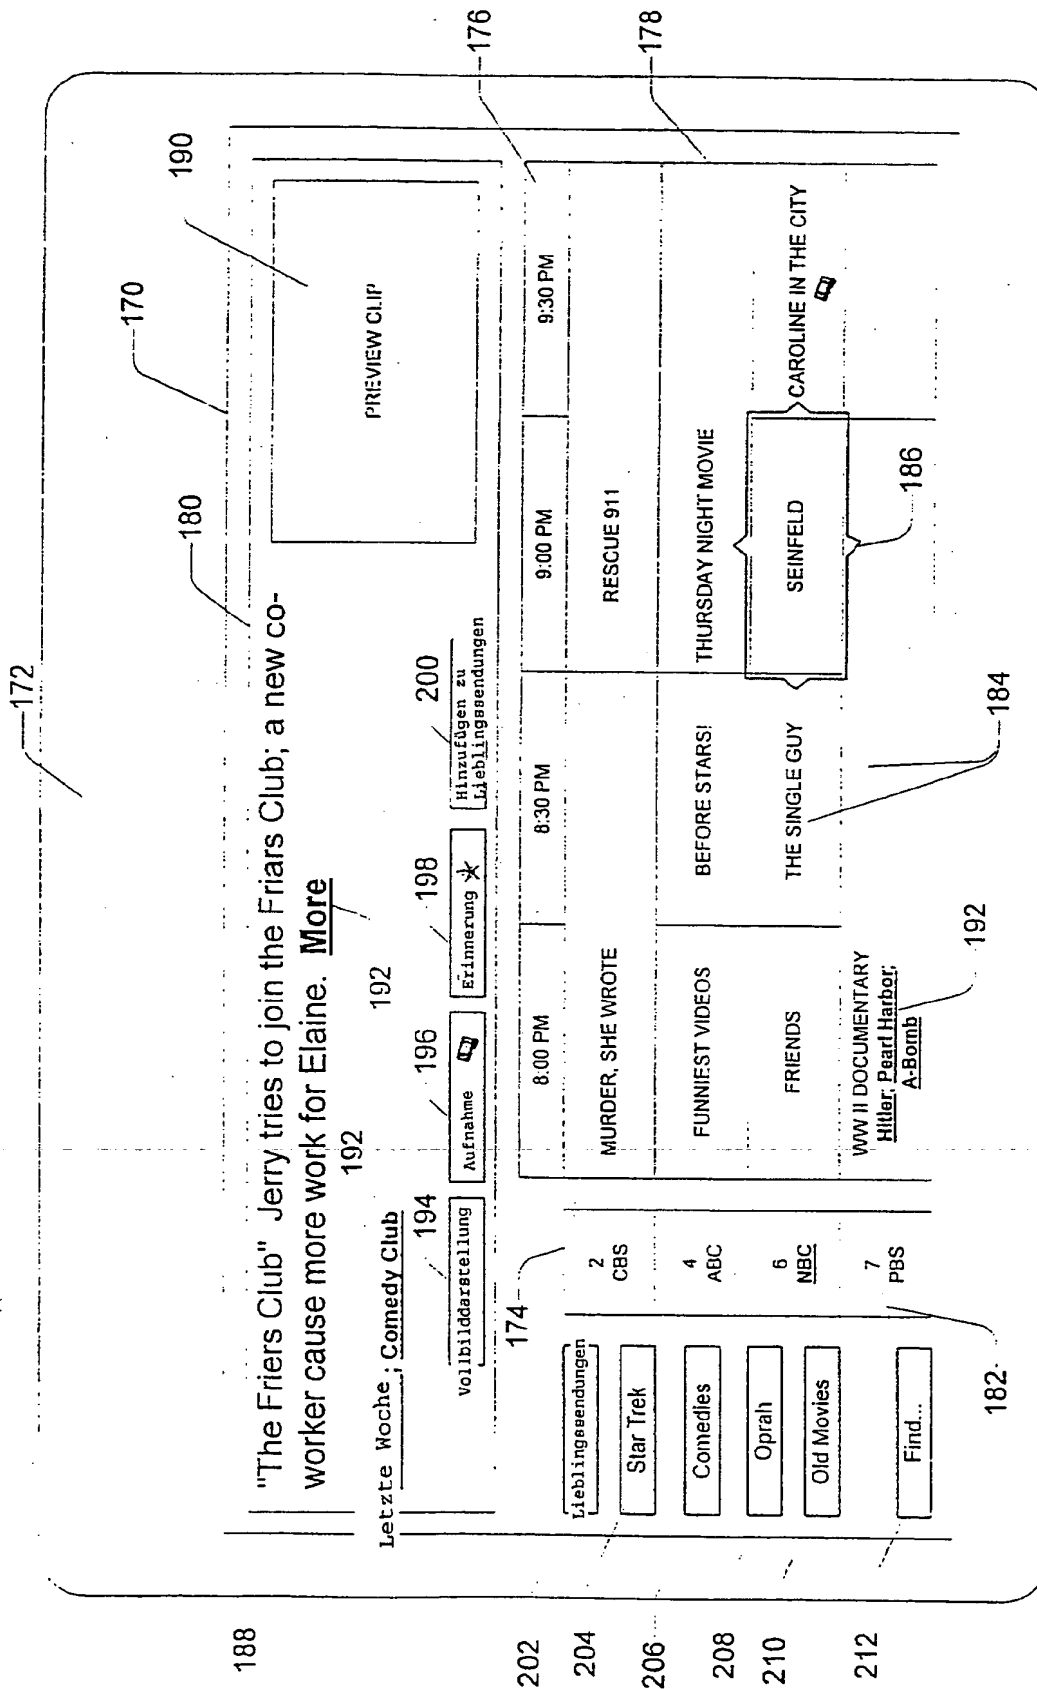 172
170
180
190
"The Friers Club" Jerry tries to join the Friars Club; a new co-
worker cause more work for Elaine. More
192
192
188
Letzte Woche; Comedy Club
PREVIEW CLIP
194
196
198
200
Vollbilddarstellung
Aufnahme
Erinnerung
Hinzufügen zu
Lieblingssendungen
174
176
178
8:00 PM
8:30 PM
9:00 PM
9:30 PM
202
Lieblingssendungen
2
CBS
MURDER, SHE WROTE
RESCUE 911
204
Star Trek
206
Comedies
4
ABC
FUNNIEST VIDEOS
BEFORE STARS!
THURSDAY NIGHT MOVIE
208
Oprah
6
NBC
FRIENDS
THE SINGLE GUY
SEINFELD
CAROLINE IN THE CITY
210
Old Movies
7
PBS
WW II DOCUMENTARY
Hitler; Pearl Harbor;
A-Bomb
212
Find...
182
192
184
186